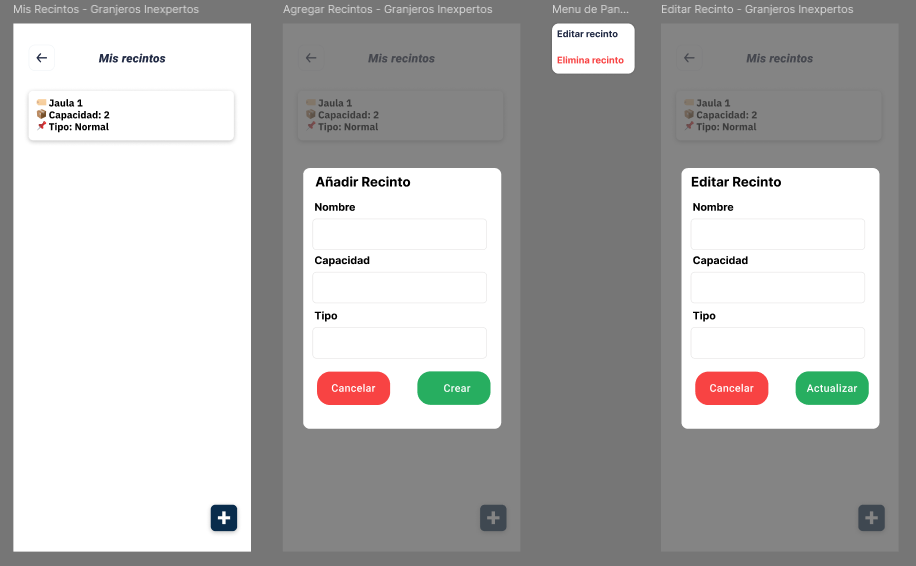 Mis Recintos - Granjeros Inexpertos
Mis recintos
Jaula 1
Capacidad: 2
Tipo: Normal
Agregar Recintos - Granjeros Inexpertos
Mis recintos
Jaula 1
Capacidad: 2
Tipo: Normal
Añadir Recinto
Nombre
Capacidad
Tipo
Cancelar
Crear
Menu de Pan...
Editar recinto
Elimina recinto
Editar Recinto - Granjeros Inexpertos
Mis recintos
Jaula 1
Capacidad: 2
Tipo: Normal
Editar Recinto
Nombre
Capacidad
Tipo
Cancelar
Actualizar